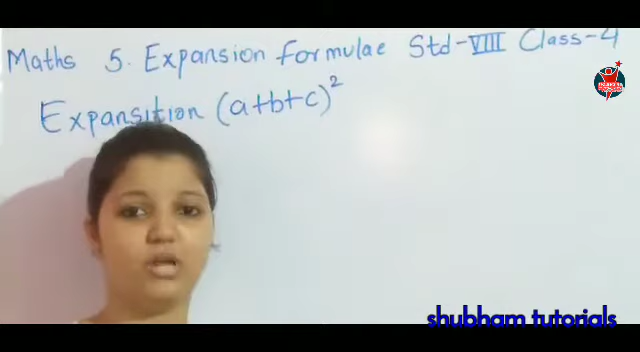 Maths 5. Expansion formulae Std-VIII Class-4
Expansition (a+b+c)²
shubham tutorials